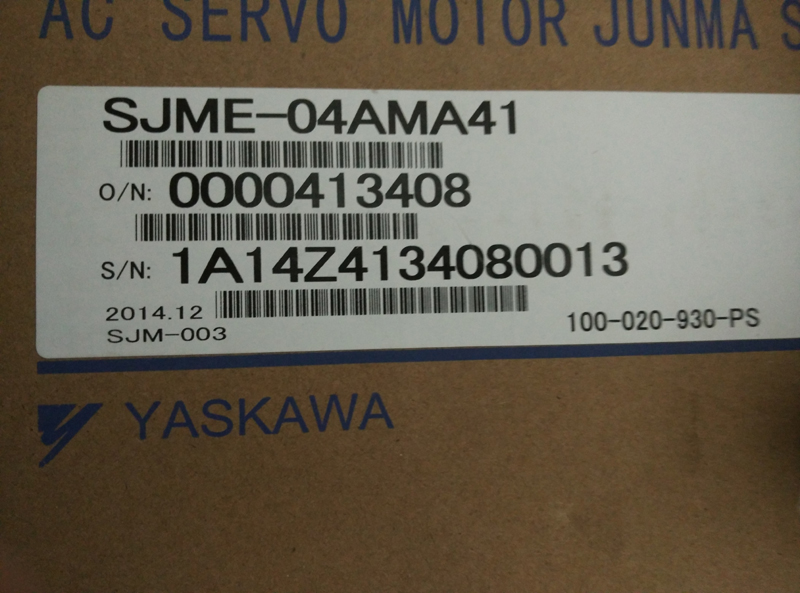 AC SERVO MOTOR JUNMA S
SJME-04AMA41
O/N: 0000413408
S/N: 1A14Z4134080013
2014.12
SJM-003
100-020-930-PS
YASKAWA